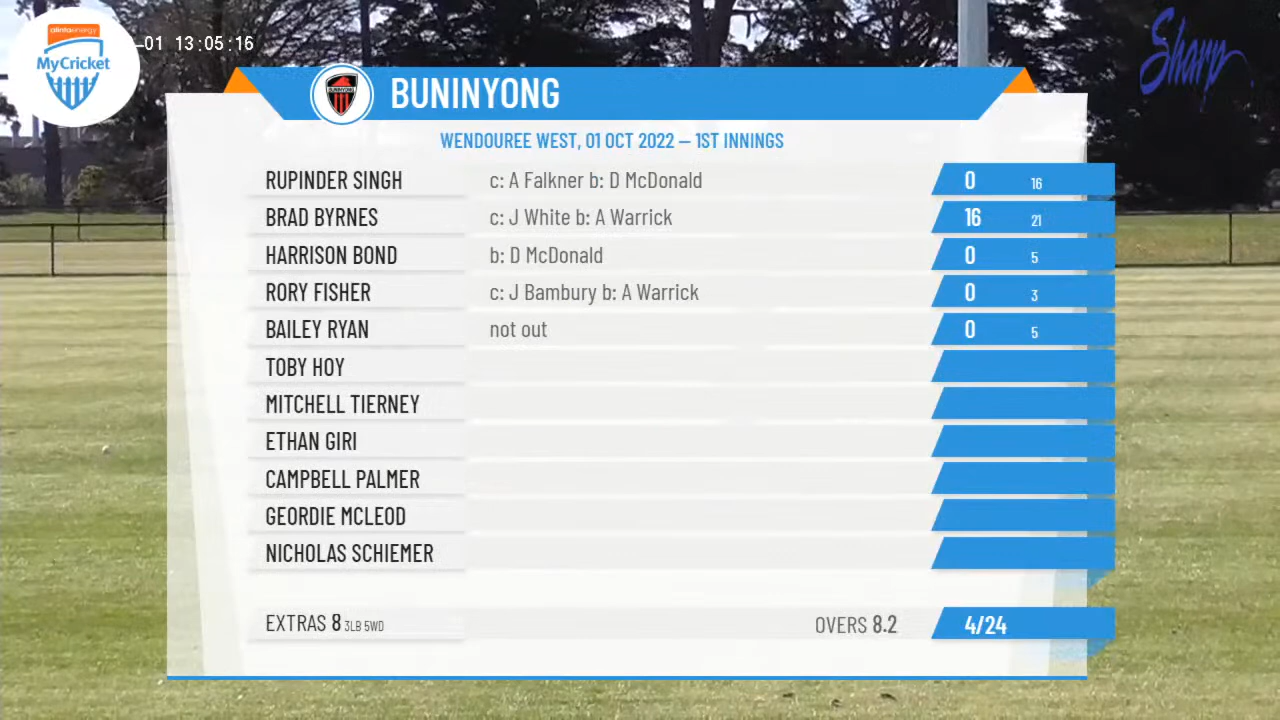 -01 13:05:16
alintaenergy
MyCricket
Sharp
BUNINYONG
BUNINYONG
WENDOUREE WEST, 01 OCT 2022 – 1ST INNINGS
RUPINDER SINGH c: A Falkner b: D McDonald 0 16
BRAD BYRNES c: J White b: A Warrick 16 21
HARRISON BOND b: D McDonald 0 5
RORY FISHER c: J Bambury b: A Warrick 0 3
BAILEY RYAN not out 0 5
TOBY HOY
MITCHELL TIERNEY
ETHAN GIRI
CAMPBELL PALMER
GEORDIE MCLEOD
NICHOLAS SCHIEMER
EXTRAS 8 3LB 5WD OVERS 8.2 4/24